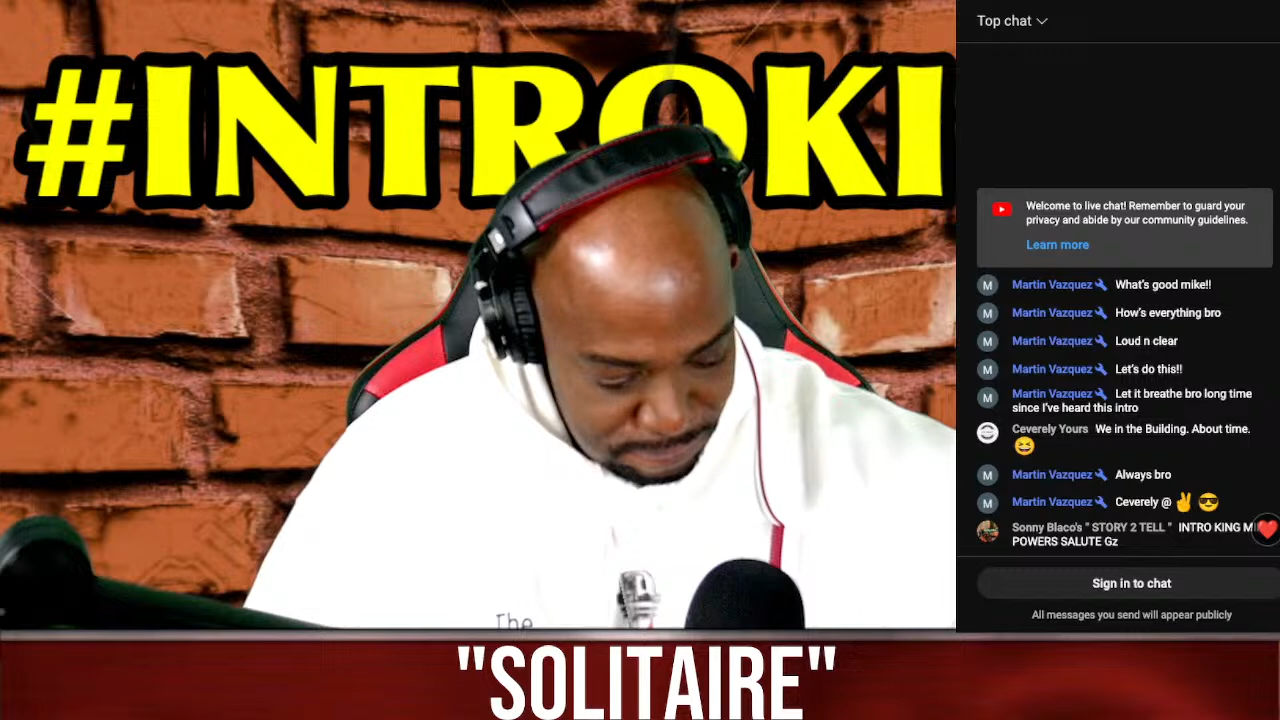 #INTROKI
Top chat
Welcome to live chat! Remember to guard your
privacy and abide by our community guidelines.
Learn more
M Martin Vazquez What's good mike!!
M Martin Vazquez How's everything bro
M Martin Vazquez Loud n clear
M Martin Vazquez Let's do this!!
M Martin Vazquez Let it breathe bro long time
since I've heard this intro
Ceverely Yours We in the Building. About time.
😆
M Martin Vazquez Always bro
M Martin Vazquez Ceverely @ ✌️ 😎
Sonny Blaco's " STORY 2 TELL " INTRO KING
POWERS SALUTE Gz
Sign in to chat
All messages you send will appear publicly
The
"SOLITAIRE"